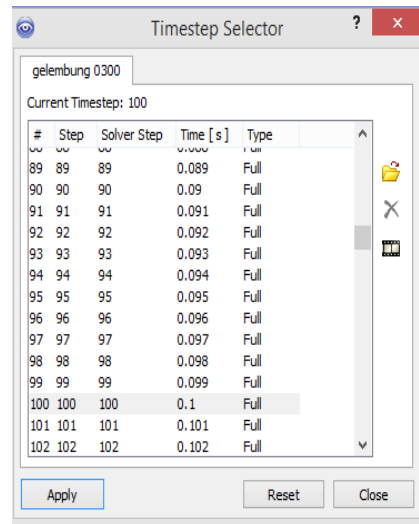 Timestep Selector ? x
gelembung 0300
Current Timestep: 100
# Step Solver Step Time [ s ] Type
89 89 89 0.089 Full
90 90 90 0.09 Full
91 91 91 0.091 Full
92 92 92 0.092 Full
93 93 93 0.093 Full
94 94 94 0.094 Full
95 95 95 0.095 Full
96 96 96 0.096 Full
97 97 97 0.097 Full
98 98 98 0.098 Full
99 99 99 0.099 Full
100 100 100 0.1 Full
101 101 101 0.101 Full
102 102 102 0.102 Full
Apply Reset Close